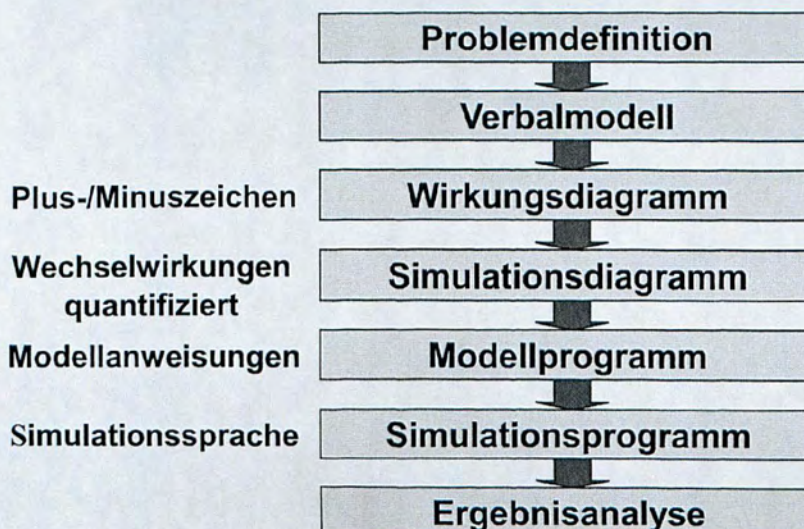 Problemdefinition
Verbalmodell
Plus-/Minuszeichen
Wirkungsdiagramm
Wechselwirkungen
quantifiziert
Simulationsdiagramm
Modellanweisungen
Modellprogramm
Simulationssprache
Simulationsprogramm
Ergebnisanalyse